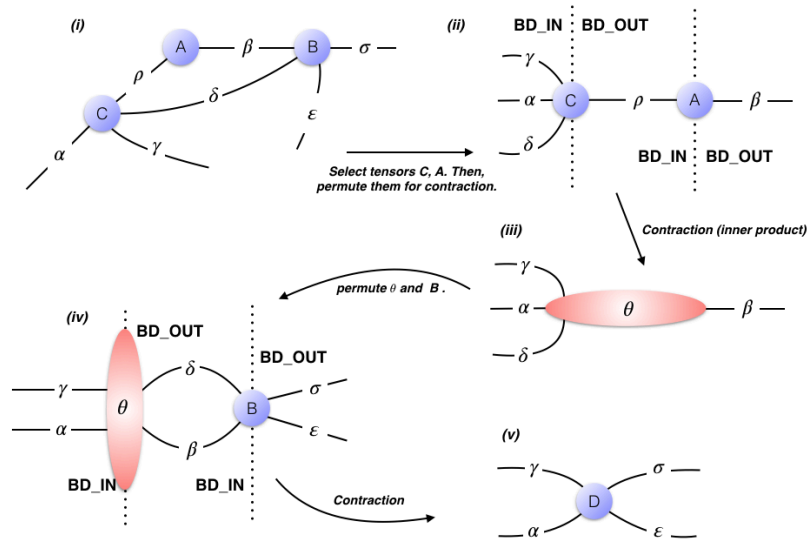 (i)
A
β
B
σ
ρ
C
δ
ε
α
γ
Select tensors C, A. Then,
permute them for contraction.
(ii)
BD_IN
BD_OUT
γ
α
C
ρ
A
β
δ
BD_IN
BD_OUT
Contraction (inner product)
(iii)
γ
α
θ
β
δ
permute θ and B .
(iv)
BD_OUT
BD_OUT
δ
γ
θ
B
σ
α
ε
β
BD_IN
BD_IN
Contraction
(v)
γ
σ
D
α
ε